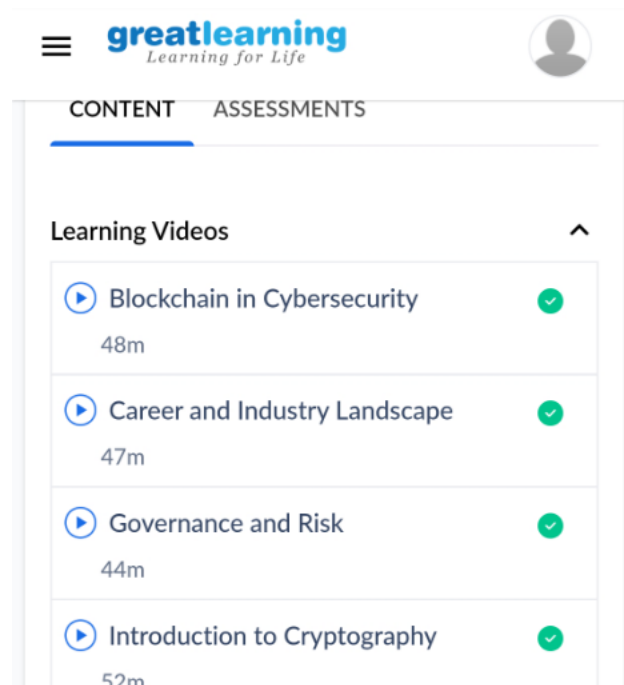 greatlearning
Learning for Life
CONTENT ASSESSMENTS
Learning Videos
Blockchain in Cybersecurity
48m
Career and Industry Landscape
47m
Governance and Risk
44m
Introduction to Cryptography
52m